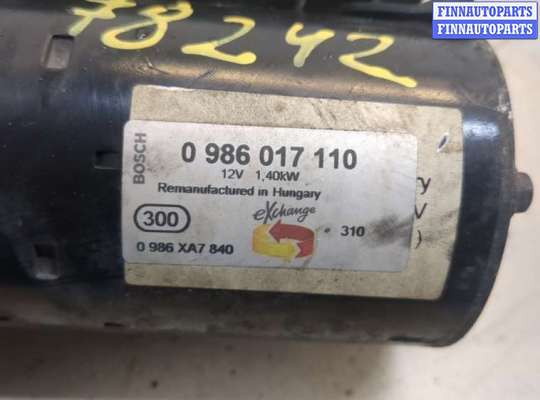 FINNAUTOPARTS
FINNAUTOPARTS
78242
BOSCH
0 986 017 110
12V 1,40kW
Remanufactured in Hungary
eXchange
300
310
0 986 XA7 840
ry
V
)